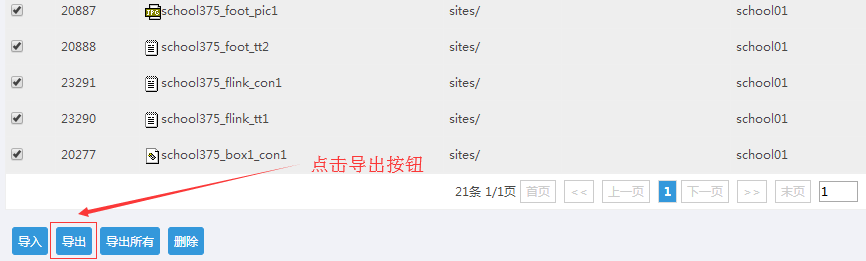 20887 school375_foot_pic1 sites/ school01
20888 school375_foot_tt2 sites/ school01
23291 school375_flink_con1 sites/ school01
23290 school375_flink_tt1 sites/ school01
20277 school375_box1_con1 sites/ school01
点击导出按钮
21条 1/1页 首页 << 上一页 1 下一页 >> 末页 1
导入 导出 导出所有 删除